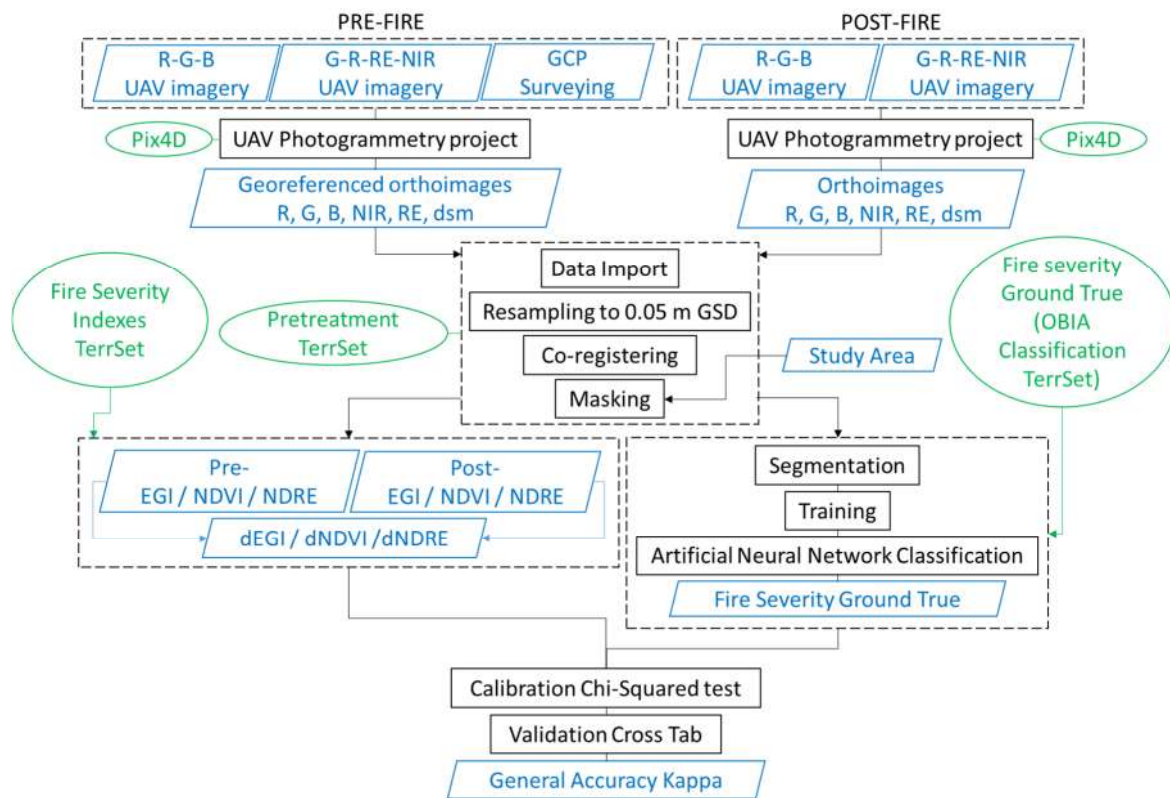 PRE-FIRE
POST-FIRE
R-G-B
UAV imagery
G-R-RE-NIR
UAV imagery
GCP
Surveying
R-G-B
UAV imagery
G-R-RE-NIR
UAV imagery
Pix4D
UAV Photogrammetry project
UAV Photogrammetry project
Pix4D
Georeferenced orthoimages
R, G, B, NIR, RE, dsm
Orthoimages
R, G, B, NIR, RE, dsm
Fire Severity
Indexes
TerrSet
Pretreatment
TerrSet
Data Import
Resampling to 0.05 m GSD
Co-registering
Masking
Study Area
Fire severity
Ground True
(OBIA
Classification
TerrSet)
Pre-
EGI / NDVI / NDRE
Post-
EGI / NDVI / NDRE
dEGI / dNDVI /dNDRE
Segmentation
Training
Artificial Neural Network Classification
Fire Severity Ground True
Calibration Chi-Squared test
Validation Cross Tab
General Accuracy Kappa